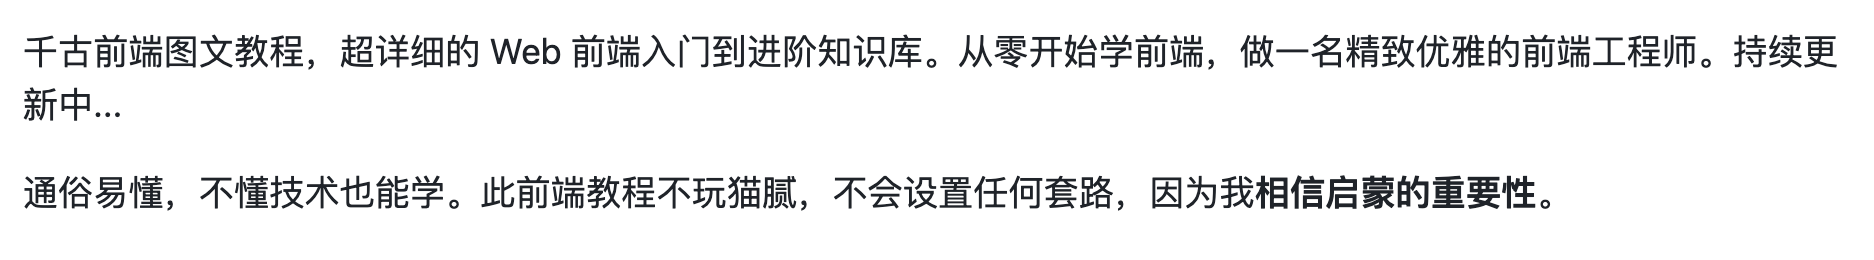 千古前端图文教程，超详细的 Web 前端入门到进阶知识库。从零开始学前端，做一名精致优雅的前端工程师。持续更
新中...
通俗易懂，不懂技术也能学。此前端教程不玩猫腻，不会设置任何套路，因为我相信启蒙的重要性。